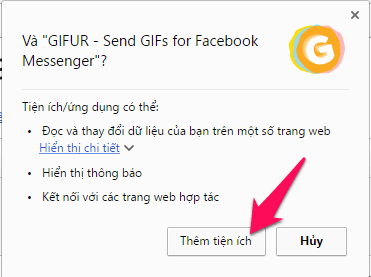 Và "GIFUR - Send GIFs for Facebook
Messenger"?
G
Tiện ích/ứng dụng có thể:
• Đọc và thay đổi dữ liệu của bạn trên một số trang web
Hiển thị chi tiết
• Hiển thị thông báo
• Kết nối với các trang web hợp tác
Thêm tiện ích
Hủy